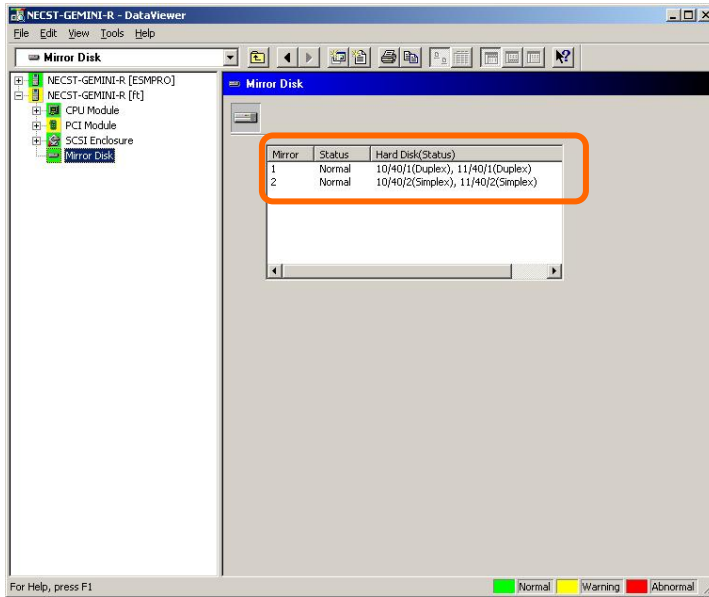 NECST-GEMINI-R - DataViewer
File Edit View Tools Help
Mirror Disk
NECST-GEMINI-R [ESMPRO]
NECST-GEMINI-R [ft]
CPU Module
PCI Module
SCSI Enclosure
Mirror Disk
Mirror Disk
Mirror Status Hard Disk(Status)
1 Normal 10/40/1(Duplex), 11/40/1(Duplex)
2 Normal 10/40/2(Simplex), 11/40/2(Simplex)
For Help, press F1
Normal Warning Abnormal